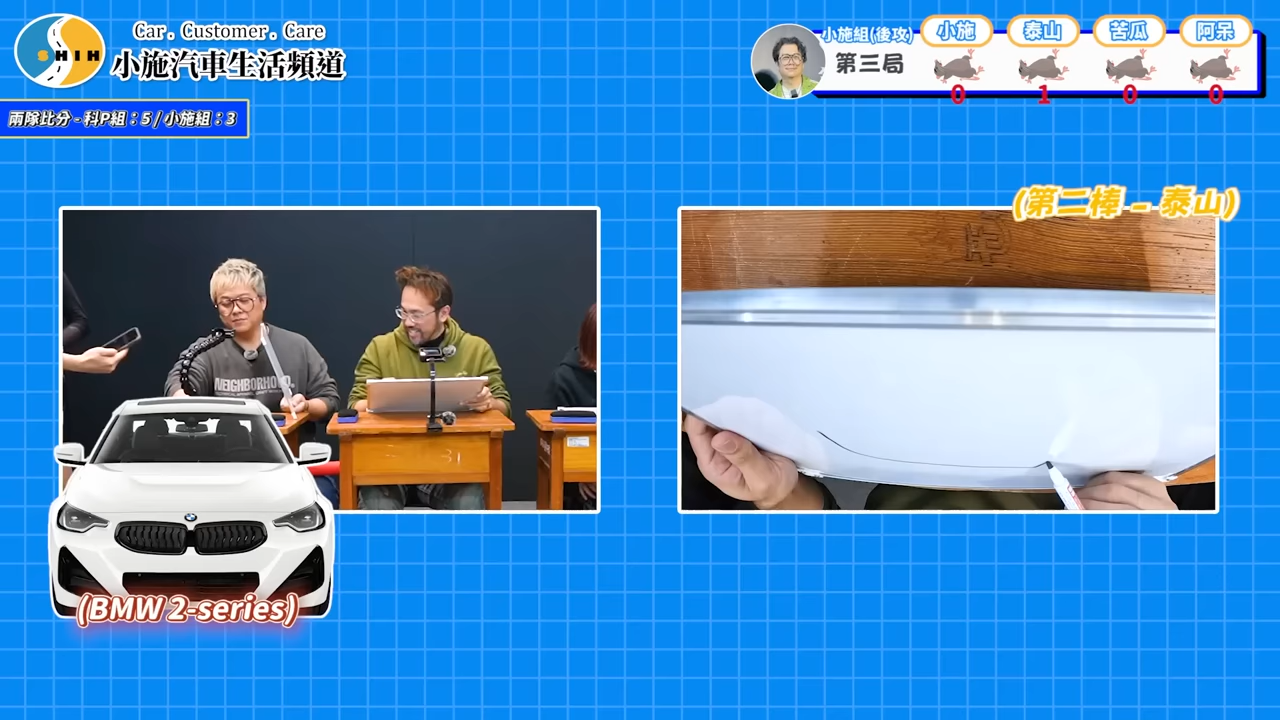 SHIH
Car. Customer. Care
小施汽車生活頻道
兩隊比分 - 科P組：5 / 小施組：3
小施組(後攻)
第三局
小施 泰山 苦瓜 阿呆
0 1 0 0
(第二棒 - 泰山)
NEIGHBORHOOD
(BMW 2-series)